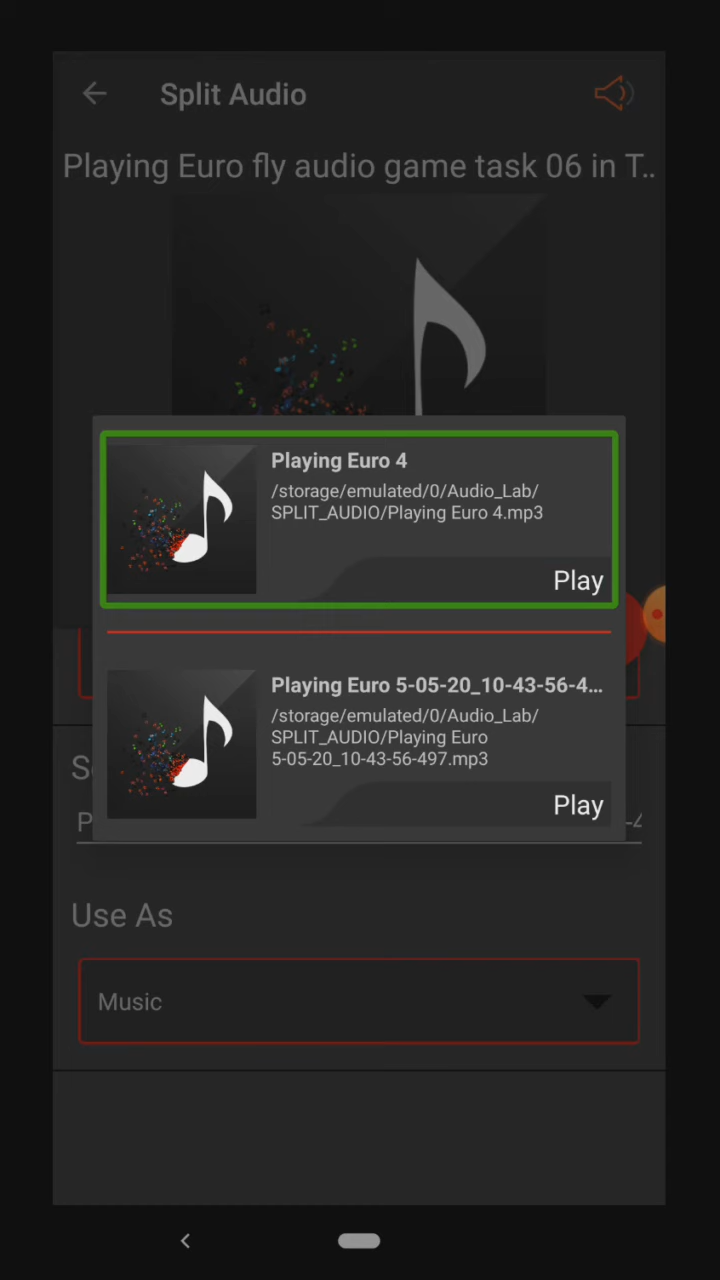 Split Audio
Playing Euro fly audio game task 06 in T..
Playing Euro 4
/storage/emulated/0/Audio_Lab/
SPLIT_AUDIO/Playing Euro 4.mp3
Play
Playing Euro 5-05-20_10-43-56-4...
/storage/emulated/0/Audio_Lab/
SPLIT_AUDIO/Playing Euro
5-05-20_10-43-56-497.mp3
Play
Use As
Music